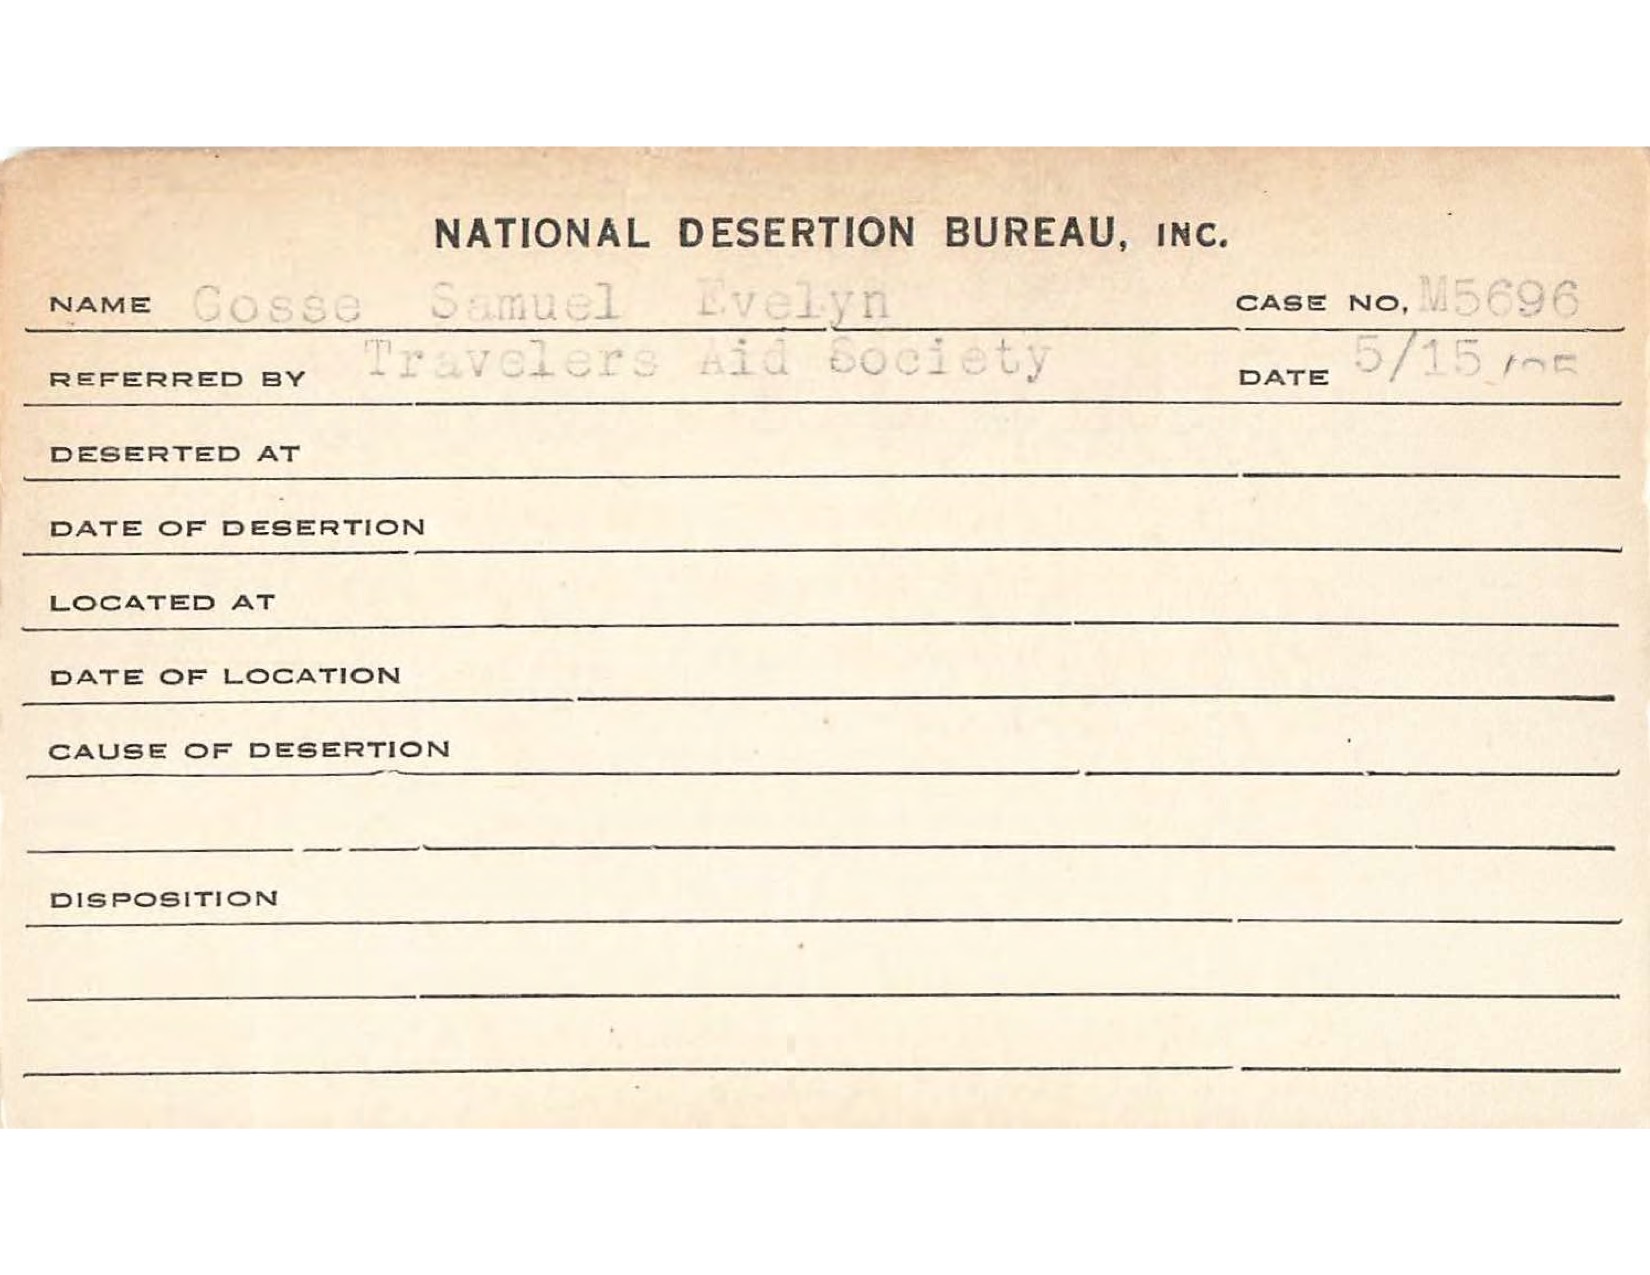 NATIONAL DESERTION BUREAU, INC.
NAME Gosse Samuel Evelyn CASE NO. M5696
REFERRED BY Travelers Aid Society DATE 5/15
DESERTED AT
DATE OF DESERTION
LOCATED AT
DATE OF LOCATION
CAUSE OF DESERTION
DISPOSITION